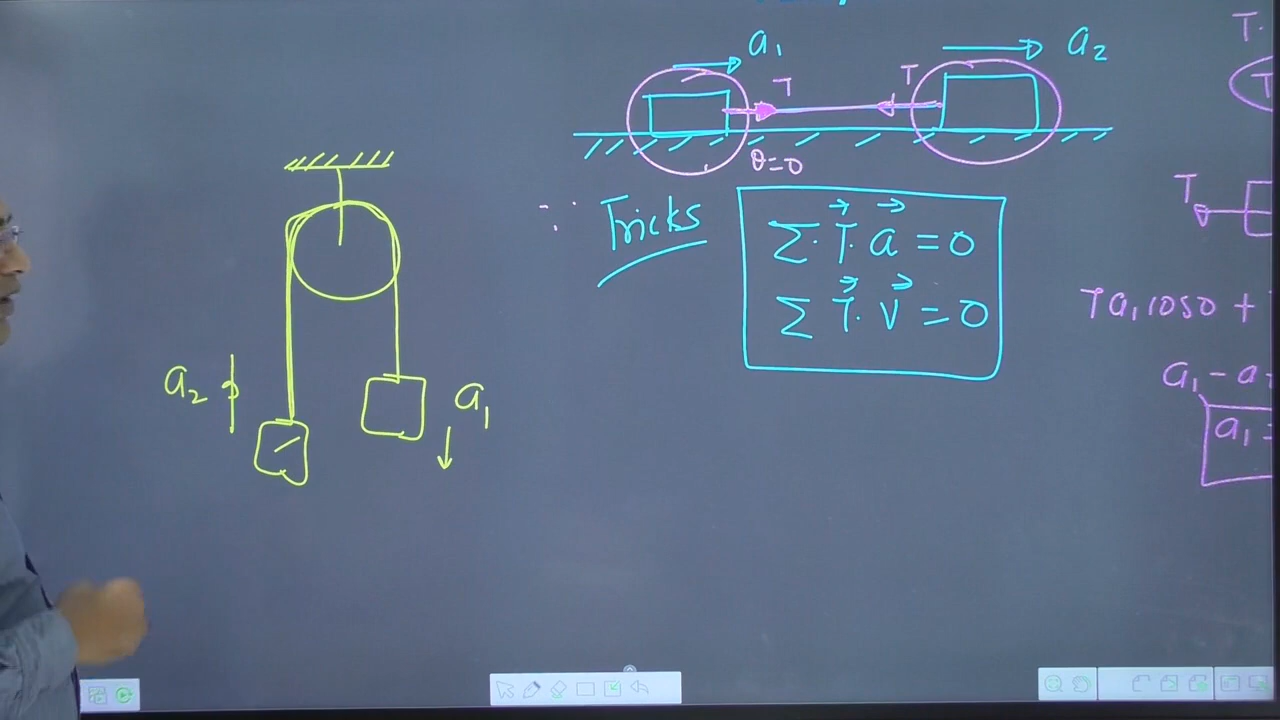 a₁
a₂
T
T
T.
T
θ=0
Tricks
Σ. T⃗. a⃗ = 0
Σ T⃗. v⃗ = 0
T
Ta₁ cos0 +
a₁ - a
a₁ =
a₂
a₁